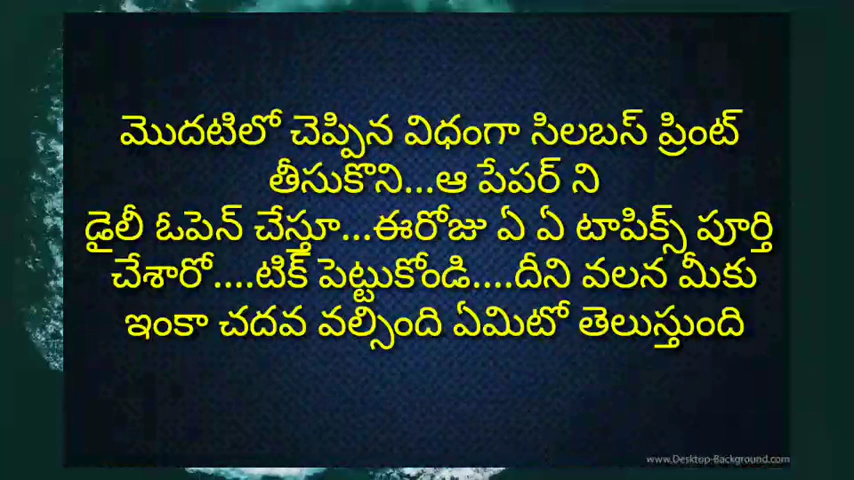 మొదటిలో చెప్పిన విధంగా సిలబస్ ప్రింట్
తీసుకొని...ఆ పేపర్ ని
డైలీ ఓపెన్ చేస్తూ...ఈరోజు ఏ ఏ టాపిక్స్ పూర్తి
చేశారో....టిక్ పెట్టుకోండి....దీని వలన మీకు
ఇంకా చదవ వల్సింది ఏమిటో తెలుస్తుంది
www.Desktop-Background.com